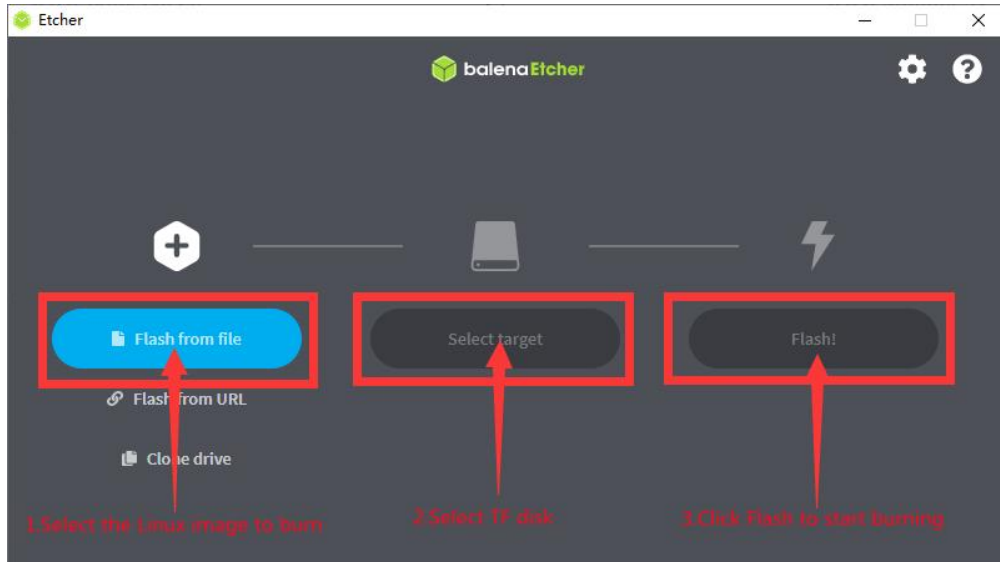 Etcher
balenaEtcher
Flash from file
Select target
Flash!
Flash from URL
Clone drive
1.Select the Linux image to burn
2.Select TF disk
3.Click Flash to start burning